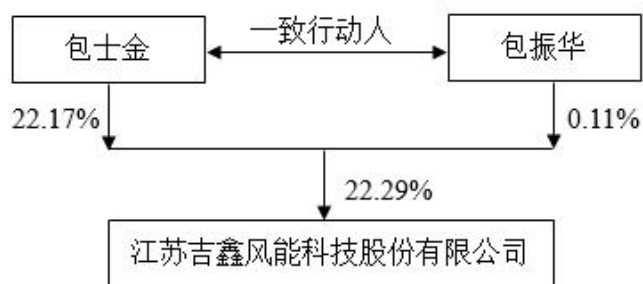 一致行动人
包士金
包振华
22.17%
0.11%
22.29%
江苏吉鑫风能科技股份有限公司